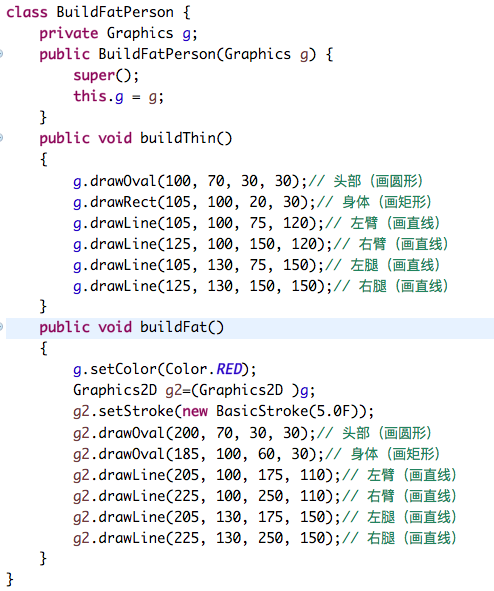 class BuildFatPerson {
    private Graphics g;
    public BuildFatPerson(Graphics g) {
        super();
        this.g = g;
    }
    public void buildThin()
    {
        g.drawOval(100, 70, 30, 30);// 头部（画圆形）
        g.drawRect(105, 100, 20, 30);// 身体（画矩形）
        g.drawLine(105, 100, 75, 120);// 左臂（画直线）
        g.drawLine(125, 100, 150, 120);// 右臂（画直线）
        g.drawLine(105, 130, 75, 150);// 左腿（画直线）
        g.drawLine(125, 130, 150, 150);// 右腿（画直线）
    }
    public void buildFat()
    {
        g.setColor(Color.RED);
        Graphics2D g2=(Graphics2D )g;
        g2.setStroke(new BasicStroke(5.0F));
        g2.drawOval(200, 70, 30, 30);// 头部（画圆形）
        g2.drawOval(185, 100, 60, 30);// 身体（画矩形）
        g2.drawLine(205, 100, 175, 110);// 左臂（画直线）
        g2.drawLine(225, 100, 250, 110);// 右臂（画直线）
        g2.drawLine(205, 130, 175, 150);// 左腿（画直线）
        g2.drawLine(225, 130, 250, 150);// 右腿（画直线）
    }
}